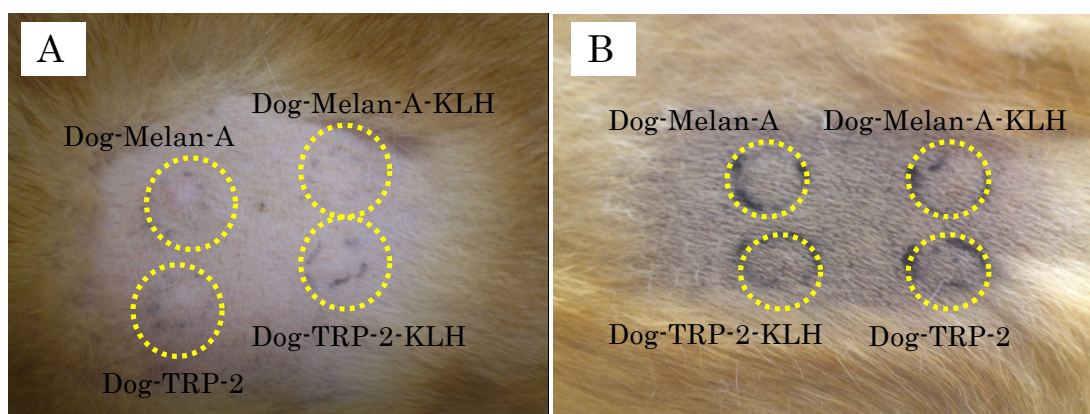 A
Dog-Melan-A-KLH
Dog-Melan-A
Dog-TRP-2-KLH
Dog-TRP-2
B
Dog-Melan-A
Dog-Melan-A-KLH
Dog-TRP-2-KLH
Dog-TRP-2